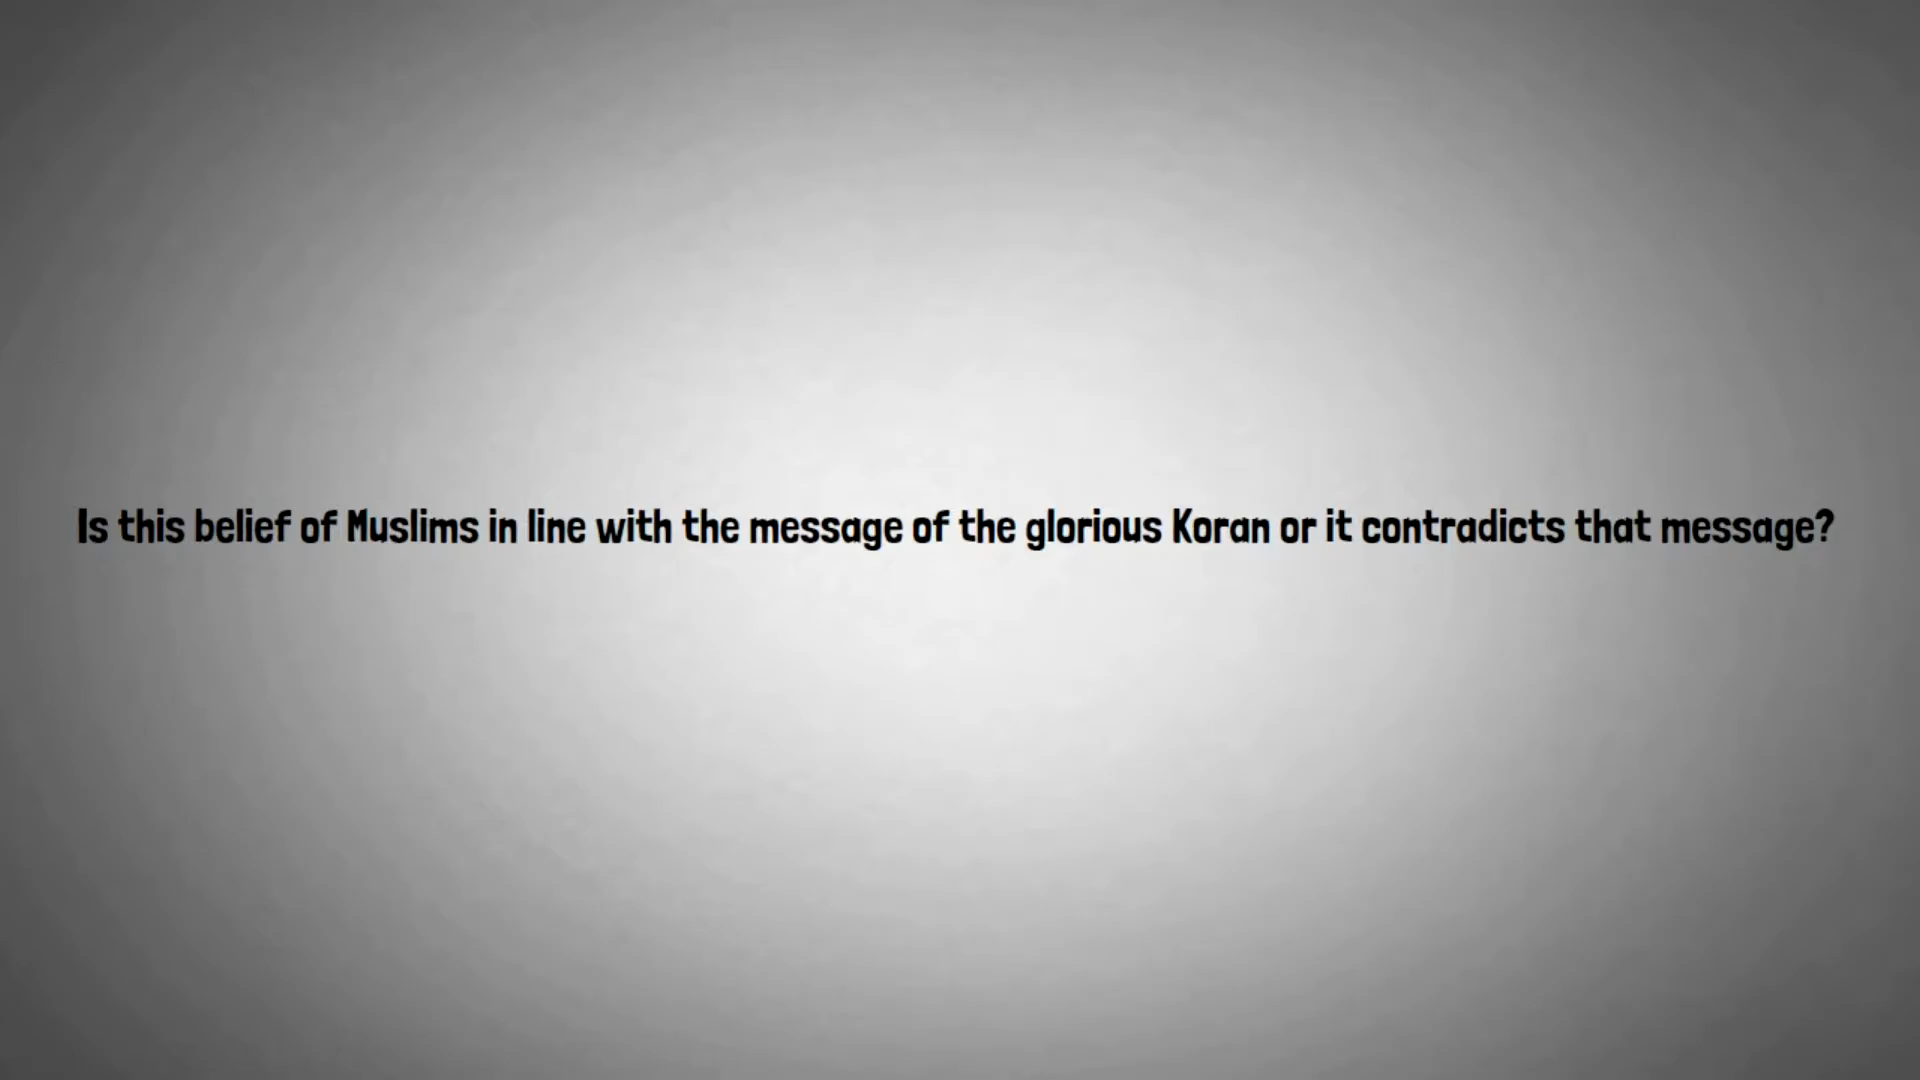 Is this belief of Muslims in line with the message of the glorious Koran or it contradicts that message?